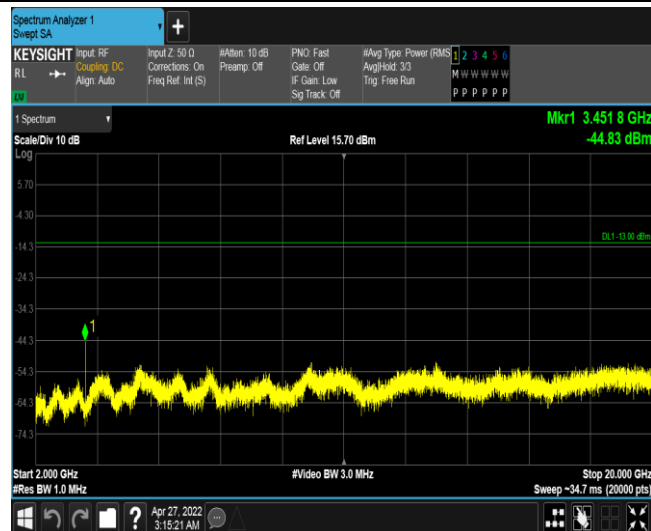 Spectrum Analyzer 1
Swept SA
+
KEYSIGHT
RL
Input: RF
Coupling: DC
Align: Auto
Input Z: 50 Ω
Corrections: On
Freq Ref: Int (S)
#Atten: 10 dB
Preamp: Off
PNO: Fast
Gate: Off
IF Gain: Low
Sig Track: Off
#Avg Type: Power (RMS
Avg|Hold: 3/3
Trig: Free Run
1 2 3 4 5 6
M W W W W W
P P P P P P
1 Spectrum
Mkr1 3.451 8 GHz
Scale/Div 10 dB
Ref Level 15.70 dBm
-44.83 dBm
Log
5.70
-4.30
DL1 -13.00 dBm
-14.3
-24.3
-34.3
1
-44.3
-54.3
-64.3
-74.3
Start 2.000 GHz
#Video BW 3.0 MHz
Stop 20.000 GHz
#Res BW 1.0 MHz
Sweep ~34.7 ms (20000 pts)
?
Apr 27, 2022
3:15:21 AM